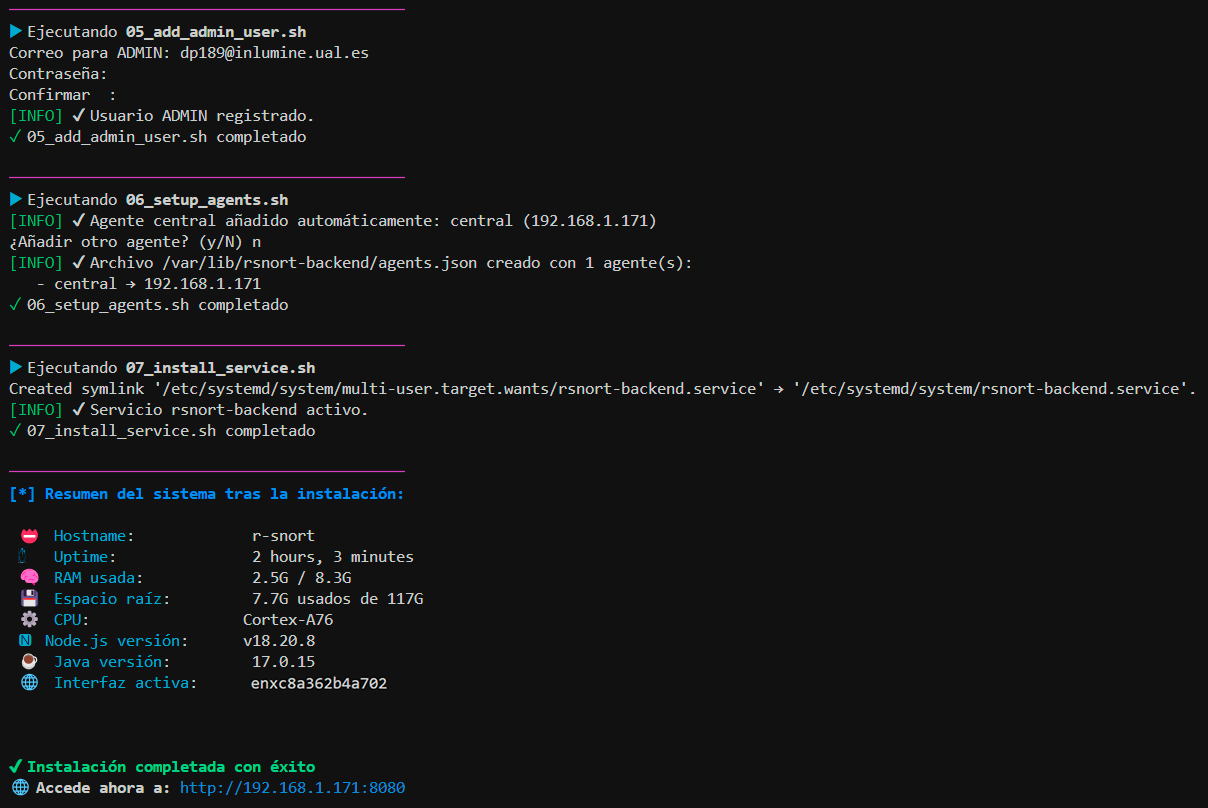 ▶ Ejecutando 05_add_admin_user.sh
Correo para ADMIN: dp189@inlumine.ual.es
Contraseña:
Confirmar  :
[INFO] ✔ Usuario ADMIN registrado.
✓ 05_add_admin_user.sh completado
▶ Ejecutando 06_setup_agents.sh
[INFO] ✔ Agente central añadido automáticamente: central (192.168.1.171)
¿Añadir otro agente? (y/N) n
[INFO] ✔ Archivo /var/lib/rsnort-backend/agents.json creado con 1 agente(s):
- central → 192.168.1.171
✓ 06_setup_agents.sh completado
▶ Ejecutando 07_install_service.sh
Created symlink '/etc/systemd/system/multi-user.target.wants/rsnort-backend.service' → '/etc/systemd/system/rsnort-backend.service'.
[INFO] ✔ Servicio rsnort-backend activo.
✓ 07_install_service.sh completado
[*] Resumen del sistema tras la instalación:
Hostname: r-snort
Uptime: 2 hours, 3 minutes
RAM usada: 2.5G / 8.3G
Espacio raíz: 7.7G usados de 117G
CPU: Cortex-A76
N Node.js versión: v18.20.8
Java versión: 17.0.15
Interfaz activa: enxc8a362b4a702
✔ Instalación completada con éxito
Accede ahora a: http://192.168.1.171:8080